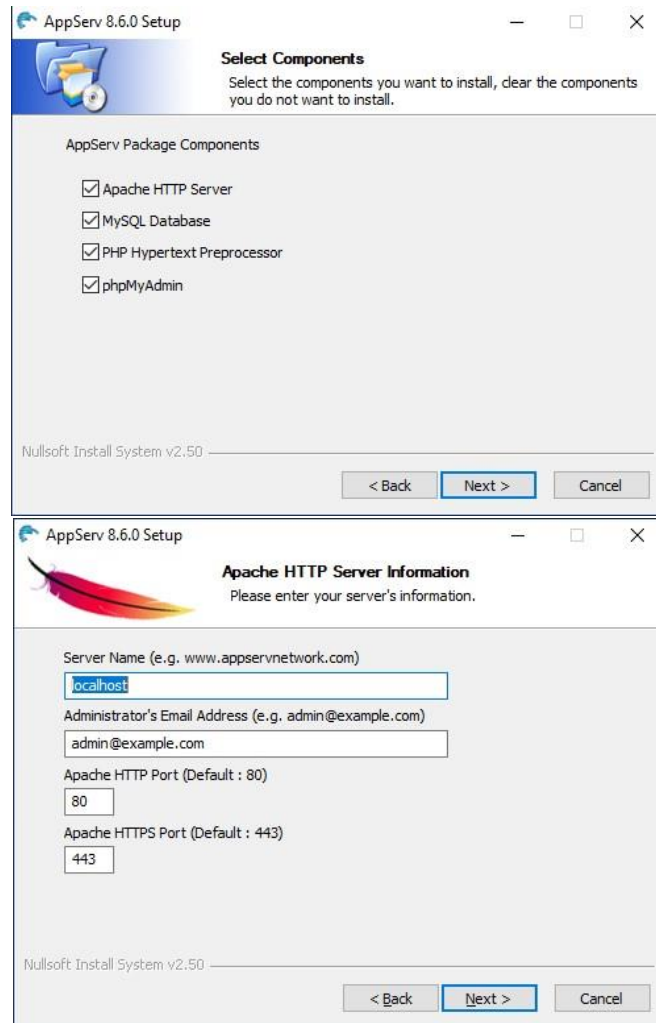 AppServ 8.6.0 Setup
Select Components
Select the components you want to install, clear the components
you do not want to install.
AppServ Package Components
Apache HTTP Server
MySQL Database
PHP Hypertext Preprocessor
phpMyAdmin
Nullsoft Install System v2.50
< Back Next > Cancel
AppServ 8.6.0 Setup
Apache HTTP Server Information
Please enter your server's information.
Server Name (e.g. www.appservnetwork.com)
localhost
Administrator's Email Address (e.g. admin@example.com)
admin@example.com
Apache HTTP Port (Default : 80)
80
Apache HTTPS Port (Default : 443)
443
Nullsoft Install System v2.50
< Back Next > Cancel